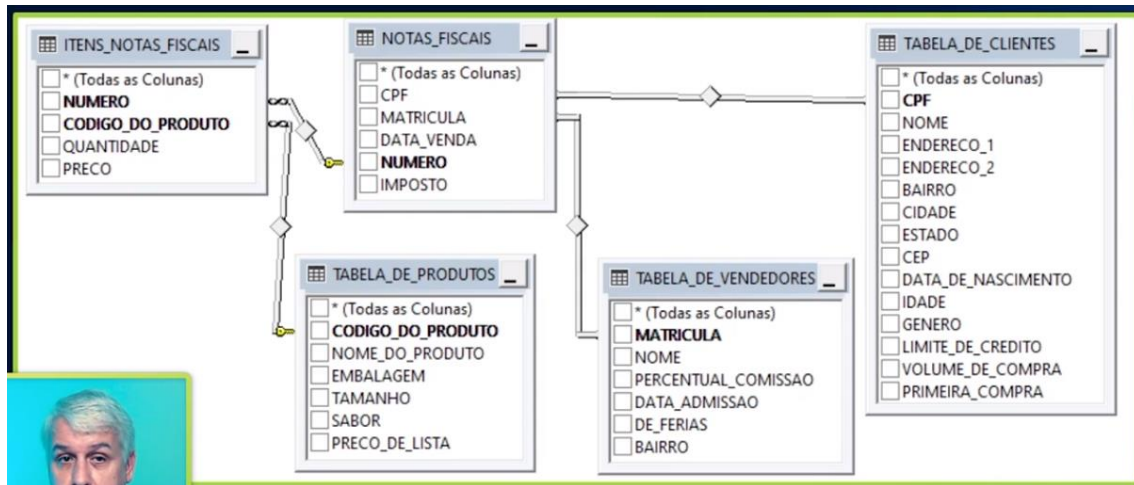 ITENS_NOTAS_FISCAIS
* (Todas as Colunas)
NUMERO
CODIGO_DO_PRODUTO
QUANTIDADE
PRECO
NOTAS_FISCAIS
* (Todas as Colunas)
CPF
MATRICULA
DATA_VENDA
NUMERO
IMPOSTO
TABELA_DE_CLIENTES
* (Todas as Colunas)
CPF
NOME
ENDERECO_1
ENDERECO_2
BAIRRO
CIDADE
ESTADO
CEP
DATA_DE_NASCIMENTO
IDADE
GENERO
LIMITE_DE_CREDITO
VOLUME_DE_COMPRA
PRIMEIRA_COMPRA
TABELA_DE_PRODUTOS
* (Todas as Colunas)
CODIGO_DO_PRODUTO
NOME_DO_PRODUTO
EMBALAGEM
TAMANHO
SABOR
PRECO_DE_LISTA
TABELA_DE_VENDEDORES
* (Todas as Colunas)
MATRICULA
NOME
PERCENTUAL_COMISSAO
DATA_ADMISSAO
DE_FERIAS
BAIRRO